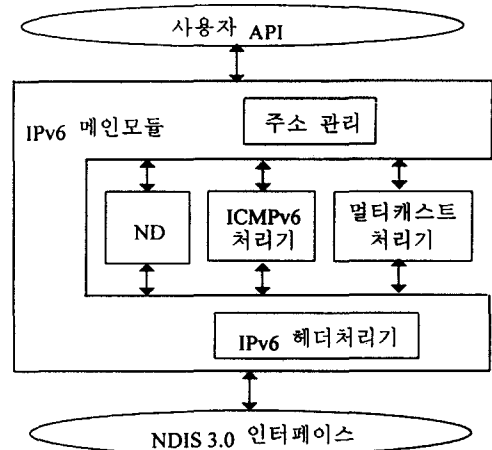 사용자 API
IPv6 메인모듈
주소 관리
ND
ICMPv6
처리기
멀티캐스트
처리기
IPv6 헤더처리기
NDIS 3.0 인터페이스